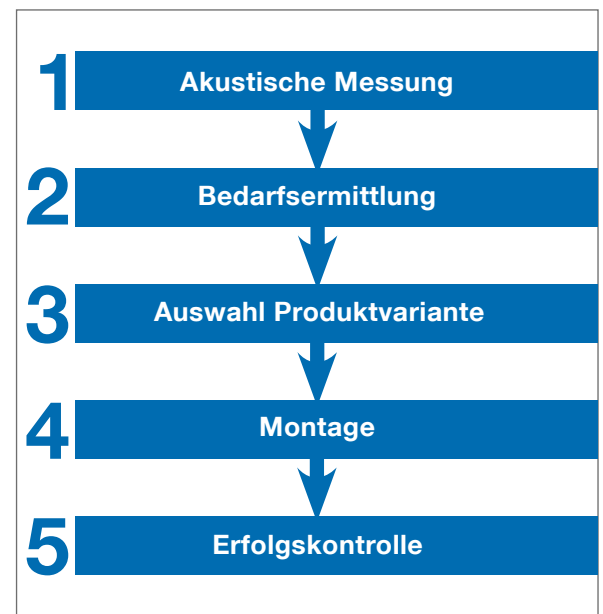 1 Akustische Messung
2 Bedarfsermittlung
3 Auswahl Produktvariante
4 Montage
5 Erfolgskontrolle